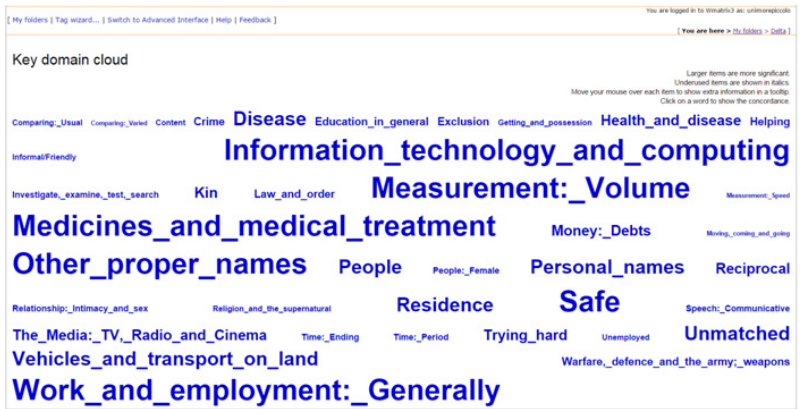 You are logged in to Wmatrix3 as: unimorepiccolo
[ My folders | Tag wizard... | Switch to Advanced Interface | Help | Feedback ]
[ You are here > My folders > Delta ]
Key domain cloud
Larger items are more significant.
Underused items are shown in italics.
Move your mouse over each item to show extra information in a tooltip.
Click on a word to show the concordance.
Comparing:_Usual Comparing:_Varied Content Crime Disease Education_in_general Exclusion Getting_and_possession Health_and_disease Helping
Informal/Friendly Information_technology_and_computing
Investigate,_examine,_test,_search Kin Law_and_order Measurement:_Volume Measurement:_Speed
Medicines_and_medical_treatment Money:_Debts Moving,_coming_and_going
Other_proper_names People People:_Female Personal_names Reciprocal
Relationship:_Intimacy_and_sex Religion_and_the_supernatural Residence Safe Speech:_Communicative
The_Media:_TV,_Radio_and_Cinema Time:_Ending Time:_Period Trying_hard Unemployed Unmatched
Vehicles_and_transport_on_land Warfare,_defence_and_the_army;_weapons
Work_and_employment:_Generally